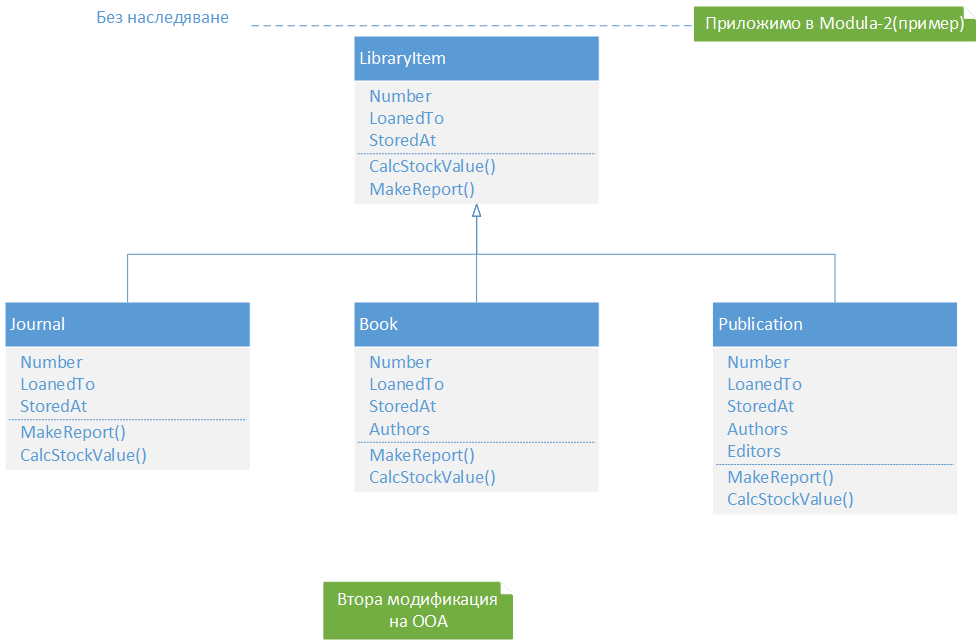 Без наследяване
Приложимо в Modula-2(пример)
LibraryItem
Number
LoanedTo
StoredAt
CalcStockValue()
MakeReport()
Journal
Number
LoanedTo
StoredAt
MakeReport()
CalcStockValue()
Book
Number
LoanedTo
StoredAt
Authors
MakeReport()
CalcStockValue()
Publication
Number
LoanedTo
StoredAt
Authors
Editors
MakeReport()
CalcStockValue()
Втора модификация
на ООА